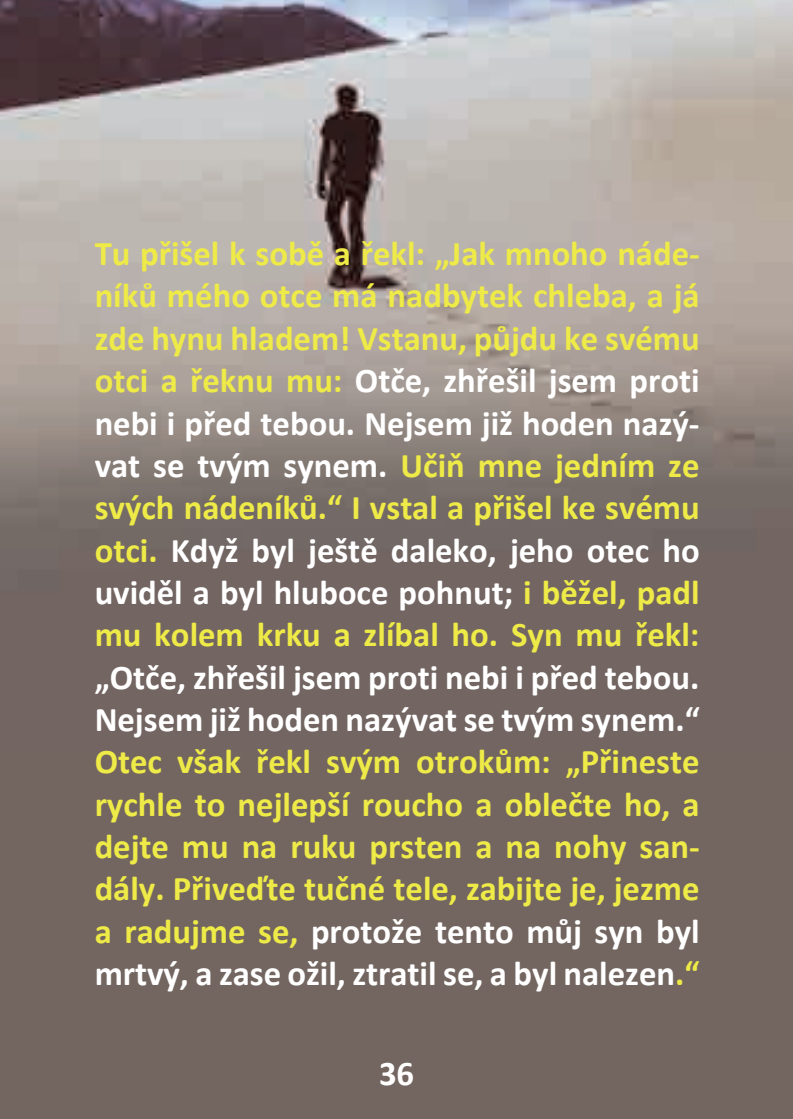 Tu přišel k sobě a řekl: „Jak mnoho náde-
níků mého otce má nadbytek chleba, a já
zde hynu hladem! Vstanu, půjdu ke svému
otci a řeknu mu: Otče, zhřešil jsem proti
nebi i před tebou. Nejsem již hoden nazý-
vat se tvým synem. Učiň mne jedním ze
svých nádeníků.“ I vstal a přišel ke svému
otci. Když byl ještě daleko, jeho otec ho
uviděl a byl hluboce pohnut; i běžel, padl
mu kolem krku a zlíbal ho. Syn mu řekl:
„Otče, zhřešil jsem proti nebi i před tebou.
Nejsem již hoden nazývat se tvým synem.“
Otec však řekl svým otrokům: „Přineste
rychle to nejlepší roucho a oblečte ho, a
dejte mu na ruku prsten a na nohy san-
dály. Přiveďte tučné tele, zabijte je, jezme
a radujme se, protože tento můj syn byl
mrtvý, a zase ožil, ztratil se, a byl nalezen.“
36